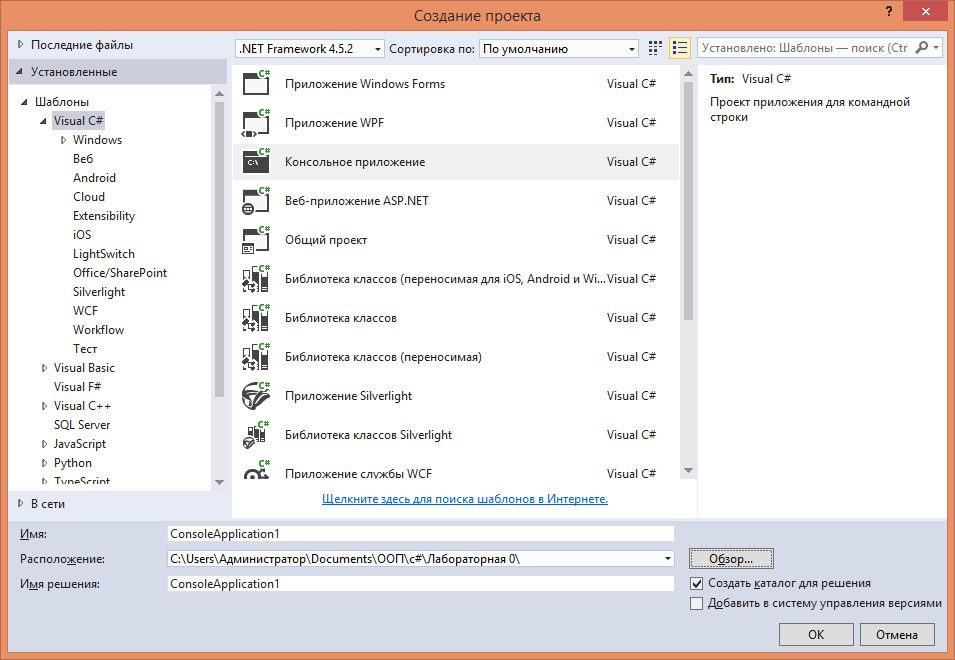 Создание проекта
?
Последние файлы
Установленные
Шаблоны
Visual C#
Windows
Веб
Android
Cloud
Extensibility
iOS
LightSwitch
Office/SharePoint
Silverlight
WCF
Workflow
Тест
Visual Basic
Visual F#
Visual C++
SQL Server
JavaScript
Python
TypeScript
В сети
.NET Framework 4.5.2
Сортировка по: По умолчанию
Установлено: Шаблоны — поиск (Ctr
Приложение Windows Forms Visual C#
Приложение WPF Visual C#
Консольное приложение Visual C#
Веб-приложение ASP.NET Visual C#
Общий проект Visual C#
Библиотека классов (переносимая для iOS, Android и Wi... Visual C#
Библиотека классов Visual C#
Библиотека классов (переносимая) Visual C#
Приложение Silverlight Visual C#
Библиотека классов Silverlight Visual C#
Приложение службы WCF Visual C#
Щелкните здесь для поиска шаблонов в Интернете.
Тип: Visual C#
Проект приложения для командной
строки
Имя: ConsoleApplication1
Расположение: C:\Users\Администратор\Documents\ООП\c#\Лабораторная 0\
Обзор...
Имя решения: ConsoleApplication1
Создать каталог для решения
Добавить в систему управления версиями
OK
Отмена